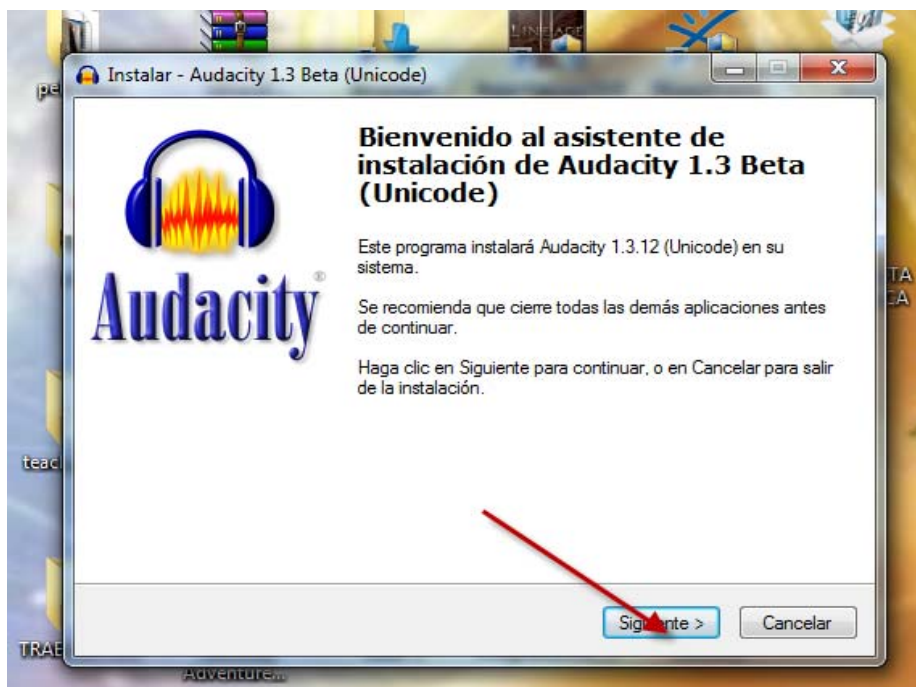 LINEAGE
Instalar - Audacity 1.3 Beta (Unicode)
Bienvenido al asistente de
instalación de Audacity 1.3 Beta
(Unicode)
Este programa instalará Audacity 1.3.12 (Unicode) en su
sistema.
Se recomienda que cierre todas las demás aplicaciones antes
de continuar.
Haga clic en Siguiente para continuar, o en Cancelar para salir
de la instalación.
Audacity®
Siguiente >
Cancelar
Adventure...